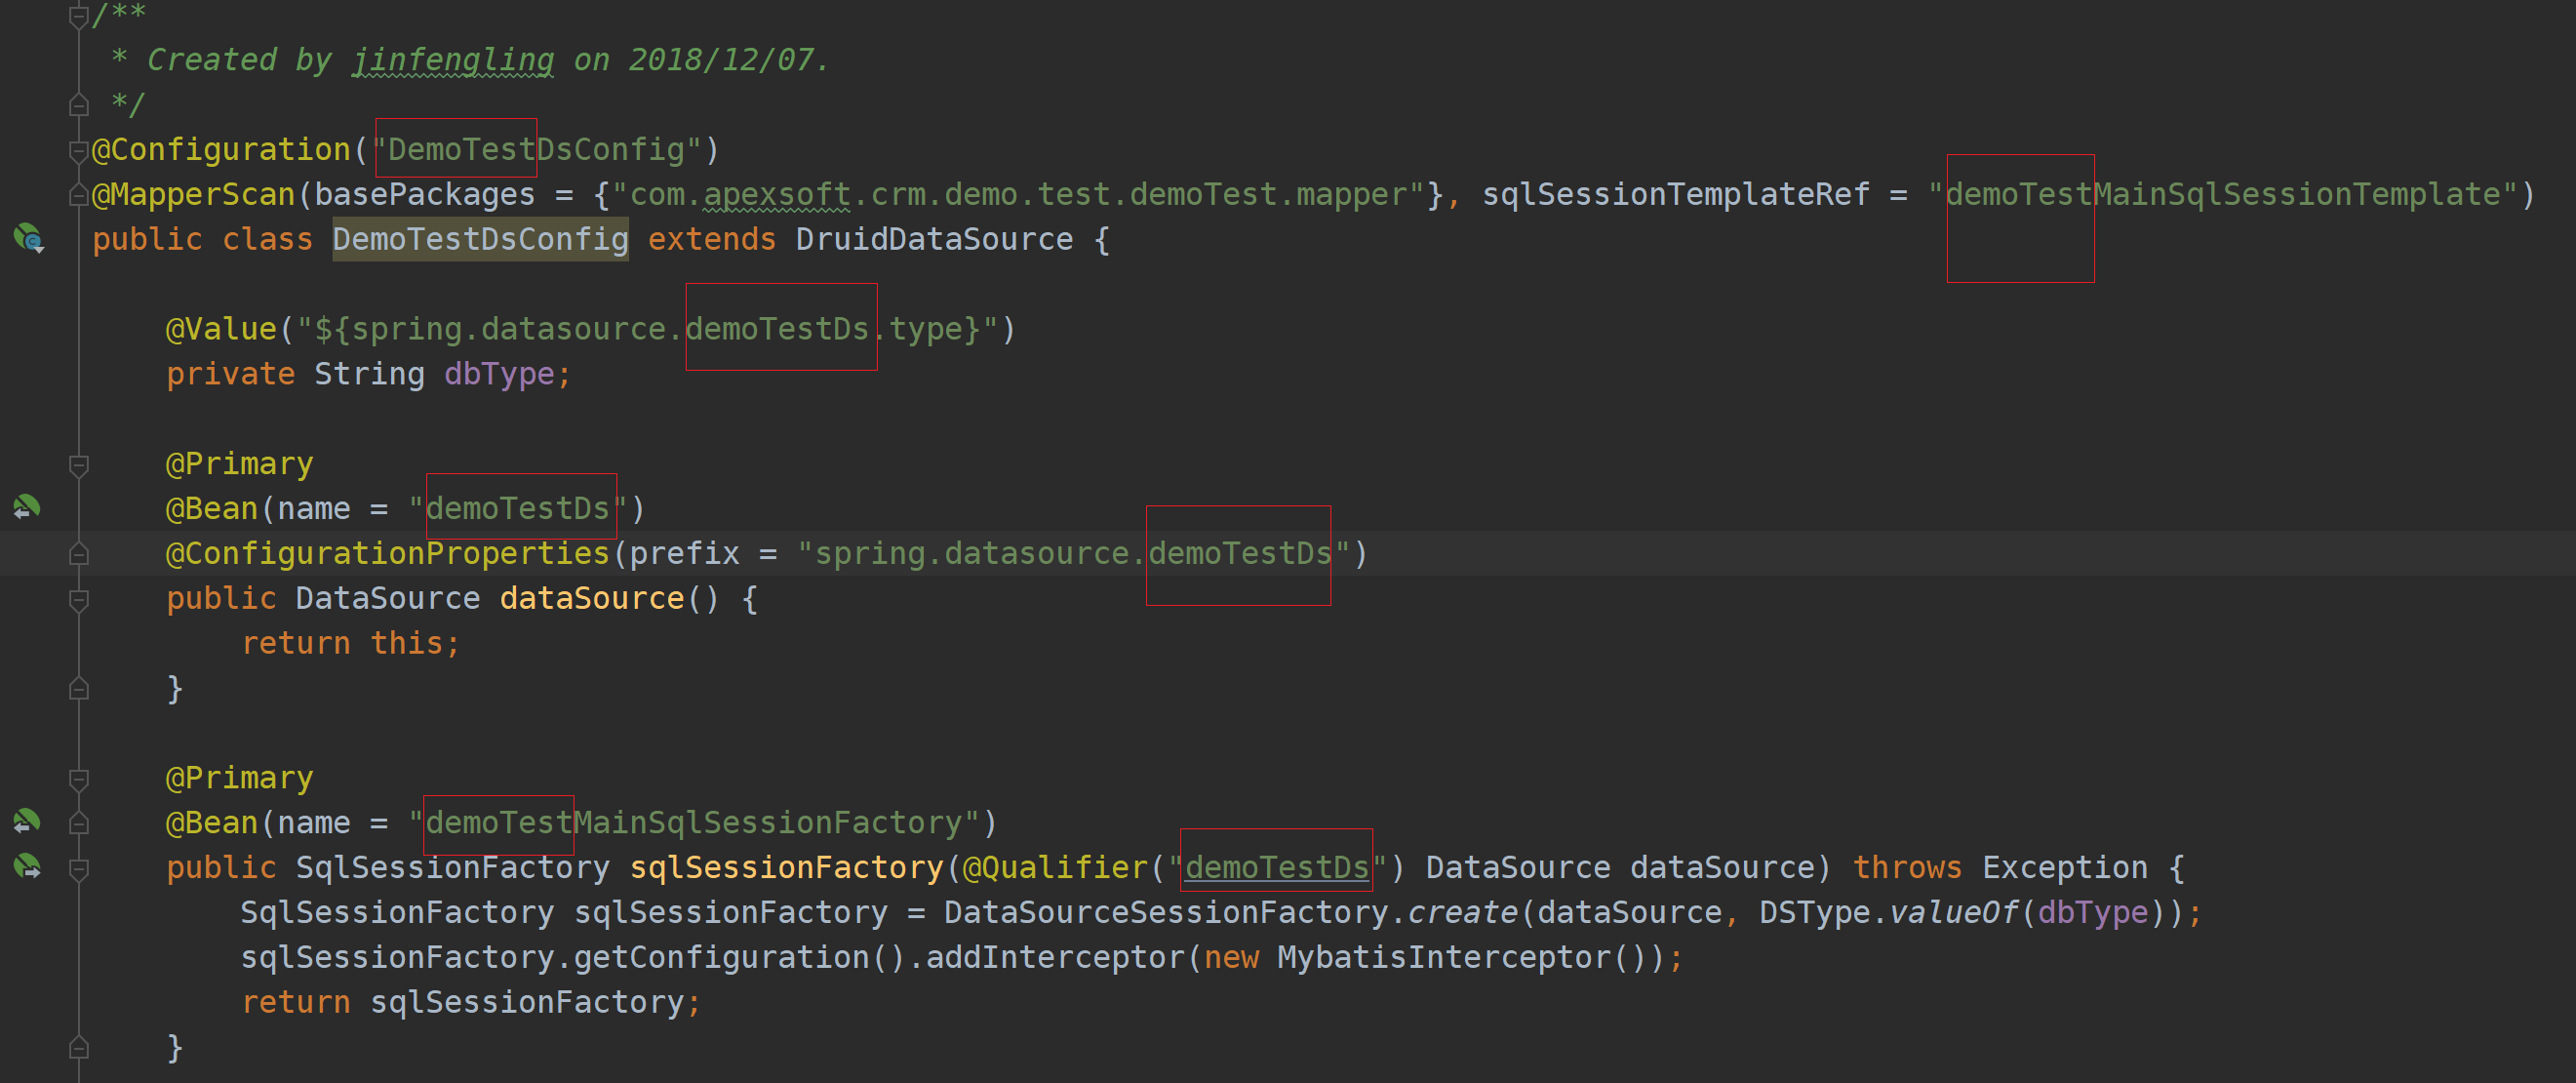 /**
 * Created by jinfengling on 2018/12/07.
 */
@Configuration("DemoTestDsConfig")
@MapperScan(basePackages = {"com.apexsoft.crm.demo.test.demoTest.mapper"}, sqlSessionTemplateRef = "demoTestMainSqlSessionTemplate")
public class DemoTestDsConfig extends DruidDataSource {

    @Value("${spring.datasource.demoTestDs.type}")
    private String dbType;

    @Primary
    @Bean(name = "demoTestDs")
    @ConfigurationProperties(prefix = "spring.datasource.demoTestDs")
    public DataSource dataSource() {
        return this;
    }

    @Primary
    @Bean(name = "demoTestMainSqlSessionFactory")
    public SqlSessionFactory sqlSessionFactory(@Qualifier("demoTestDs") DataSource dataSource) throws Exception {
        SqlSessionFactory sqlSessionFactory = DataSourceSessionFactory.create(dataSource, DSType.valueOf(dbType));
        sqlSessionFactory.getConfiguration().addInterceptor(new MybatisInterceptor());
        return sqlSessionFactory;
    }